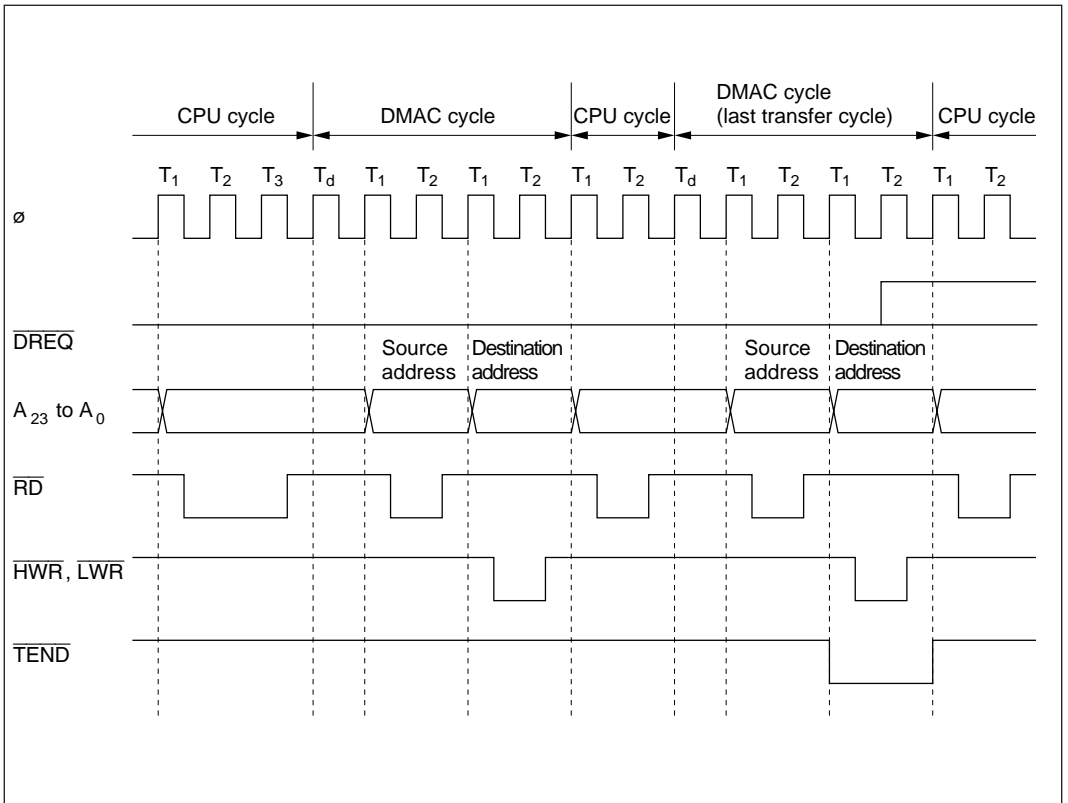 DMAC cycle
CPU cycle DMAC cycle CPU cycle (last transfer cycle) CPU cycle
T1 T2 T3 Td T1 T2 T1 T2 T1 T2 Td T1 T2 T1 T2 T1 T2
ø
DREQ
Source Destination Source Destination
address address address address
A23 to A0
RD
HWR, LWR
TEND